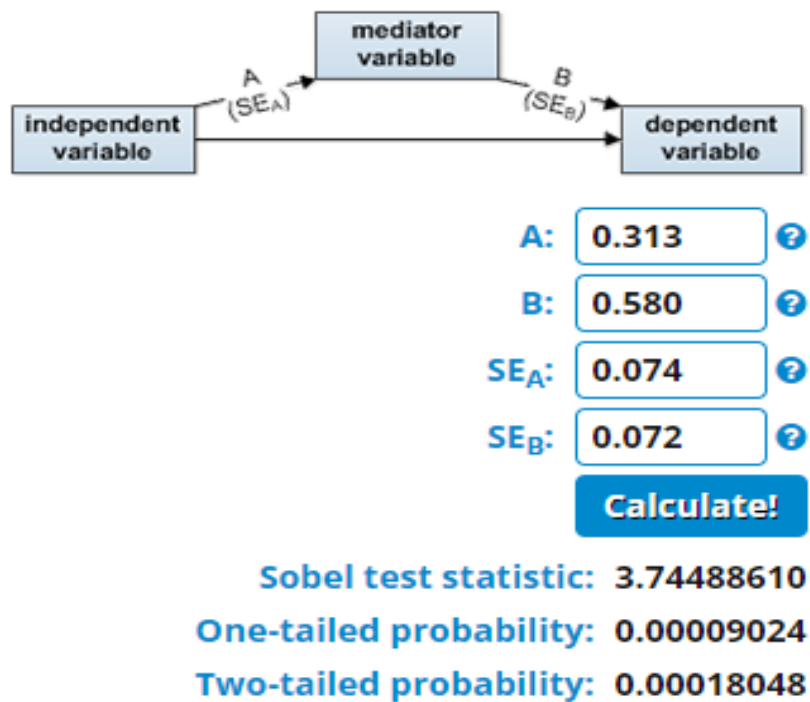 mediator
variable
A
(SEA)
B
(SEB)
independent
variable
dependent
variable
A: 0.313 ?
B: 0.580 ?
SEA: 0.074 ?
SEB: 0.072 ?
Calculate!
Sobel test statistic: 3.74488610
One-tailed probability: 0.00009024
Two-tailed probability: 0.00018048